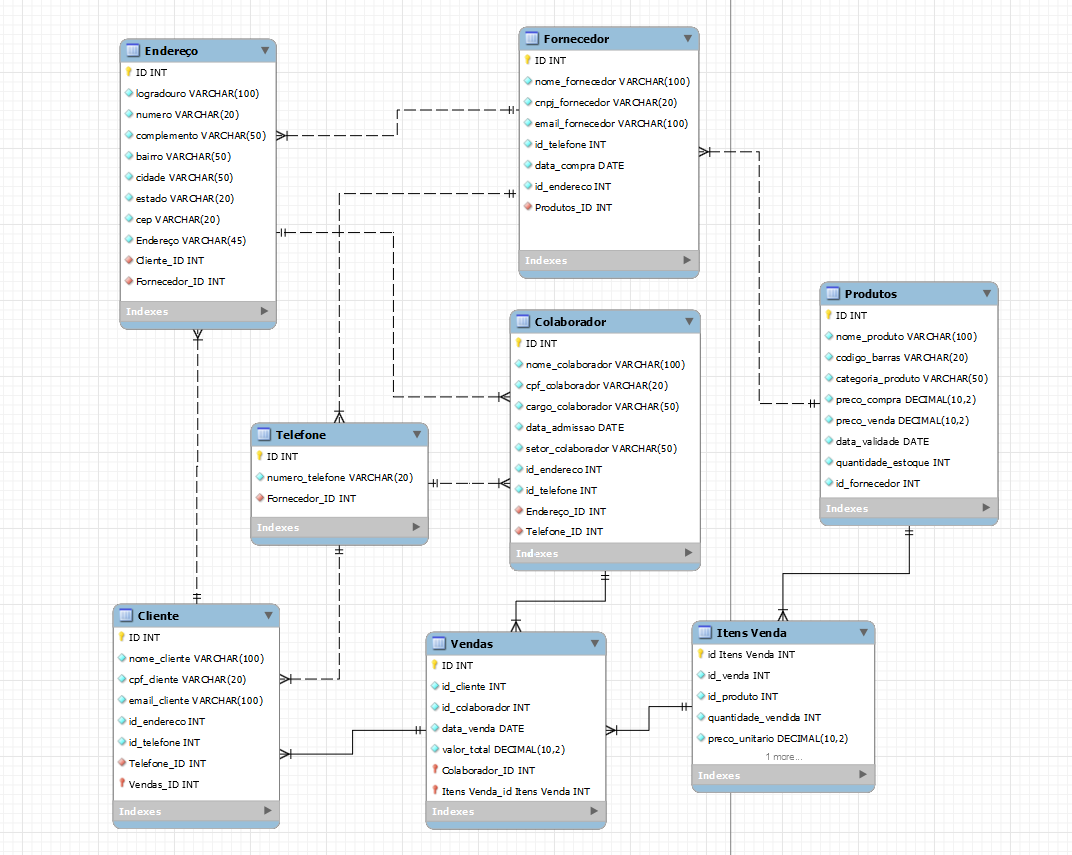 Endereço
ID INT
logradouro VARCHAR(100)
numero VARCHAR(20)
complemento VARCHAR(50)
bairro VARCHAR(50)
cidade VARCHAR(50)
estado VARCHAR(20)
cep VARCHAR(20)
Endereço VARCHAR(45)
Cliente_ID INT
Fornecedor_ID INT
Indexes
Fornecedor
ID INT
nome_fornecedor VARCHAR(100)
cnpj_fornecedor VARCHAR(20)
email_fornecedor VARCHAR(100)
id_telefone INT
data_compra DATE
id_endereco INT
Produtos_ID INT
Indexes
Produtos
ID INT
nome_produto VARCHAR(100)
codigo_barras VARCHAR(20)
categoria_produto VARCHAR(50)
preco_compra DECIMAL(10,2)
preco_venda DECIMAL(10,2)
data_validade DATE
quantidade_estoque INT
id_fornecedor INT
Indexes
Colaborador
ID INT
nome_colaborador VARCHAR(100)
cpf_colaborador VARCHAR(20)
cargo_colaborador VARCHAR(50)
data_admissao DATE
setor_colaborador VARCHAR(50)
id_endereco INT
id_telefone INT
Endereço_ID INT
Telefone_ID INT
Indexes
Telefone
ID INT
numero_telefone VARCHAR(20)
Fornecedor_ID INT
Indexes
Cliente
ID INT
nome_cliente VARCHAR(100)
cpf_cliente VARCHAR(20)
email_cliente VARCHAR(100)
id_endereco INT
id_telefone INT
Telefone_ID INT
Vendas_ID INT
Indexes
Vendas
ID INT
id_cliente INT
id_colaborador INT
data_venda DATE
valor_total DECIMAL(10,2)
Colaborador_ID INT
Itens Venda_id Itens Venda INT
Indexes
Itens Venda
id Itens Venda INT
id_venda INT
id_produto INT
quantidade_vendida INT
preco_unitario DECIMAL(10,2)
1 more...
Indexes